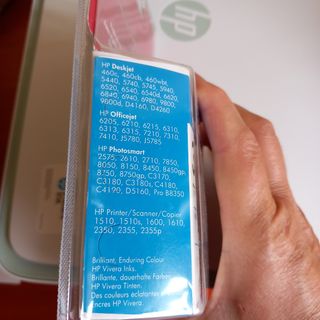 hp
HP Deskjet
460c, 460cb, 460wbt,
5440, 5740, 5745, 5940,
6520, 6540, 6540d, 6620,
6840, 6940, 6980, 9800,
9800d, D4160, D4260
HP Officejet
6205, 6210, 6215, 6310,
6313, 6315, 7210, 7310,
7410, J5780, J5785
HP Photosmart
2575, 2610, 2710, 7850,
8050, 8150, 8450, 8450gp,
8750, 8750gp, C3170,
C3180, C3180s, C4180,
C4190, D5160, Pro B8350
HP Printer/Scanner/Copier
1510, 1510s, 1600, 1610,
2350, 2355, 2355p
Brilliant, Enduring Colour
HP Vivera Inks.
Brillante, dauerhafte Farben
HP Vivera Tinten.
Des couleurs éclatantes
encres HP Vivera.